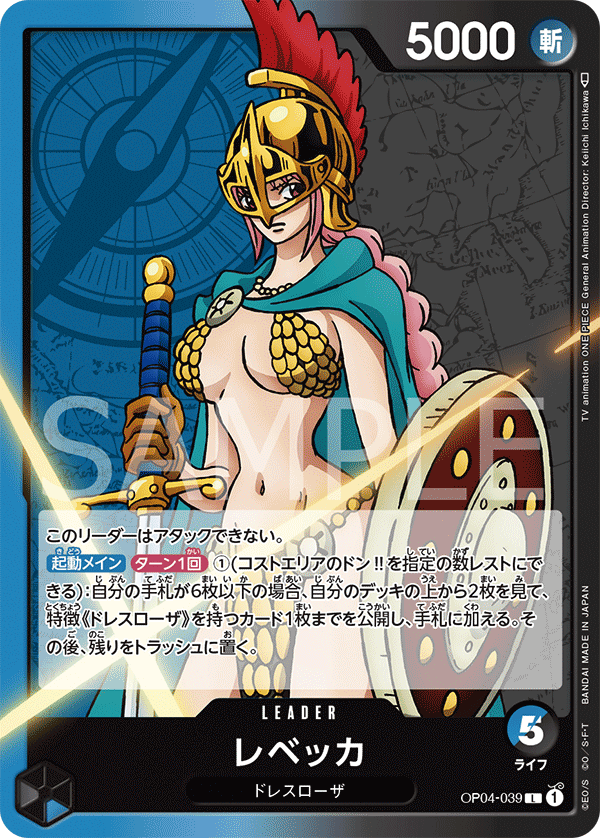 5000 斬
SAMPLE
このリーダーはアタックできない。
起動メイン ターン1回 ①(コストエリアのドン‼を指定の数レストにで
きる):自分の手札が6枚以下の場合、自分のデッキの上から2枚を見て、
特徴《ドレスローザ》を持つカード1枚までを公開し、手札に加える。そ
の後、残りをトラッシュに置く。
LEADER
レベッカ
ドレスローザ
5
ライフ
OP04-039 L 1
©E/S ©O/S・F・T BANDAI MADE IN JAPAN
TV animation ONE PIECE General Animation Director: Keiichi Ichikawa